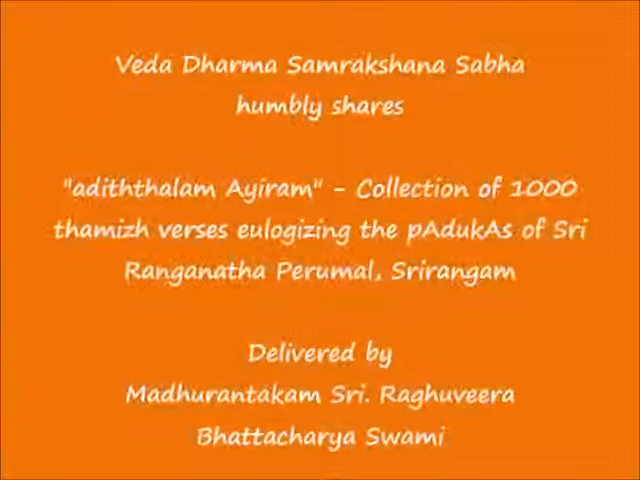 Veda Dharma Samrakshana Sabha
humbly shares
"adiththalam Ayiram" - Collection of 1000
thamizh verses eulogizing the pAdukAs of Sri
Ranganatha Perumal, Srirangam
Delivered by
Madhurantakam Sri. Raghuveera
Bhattacharya Swami